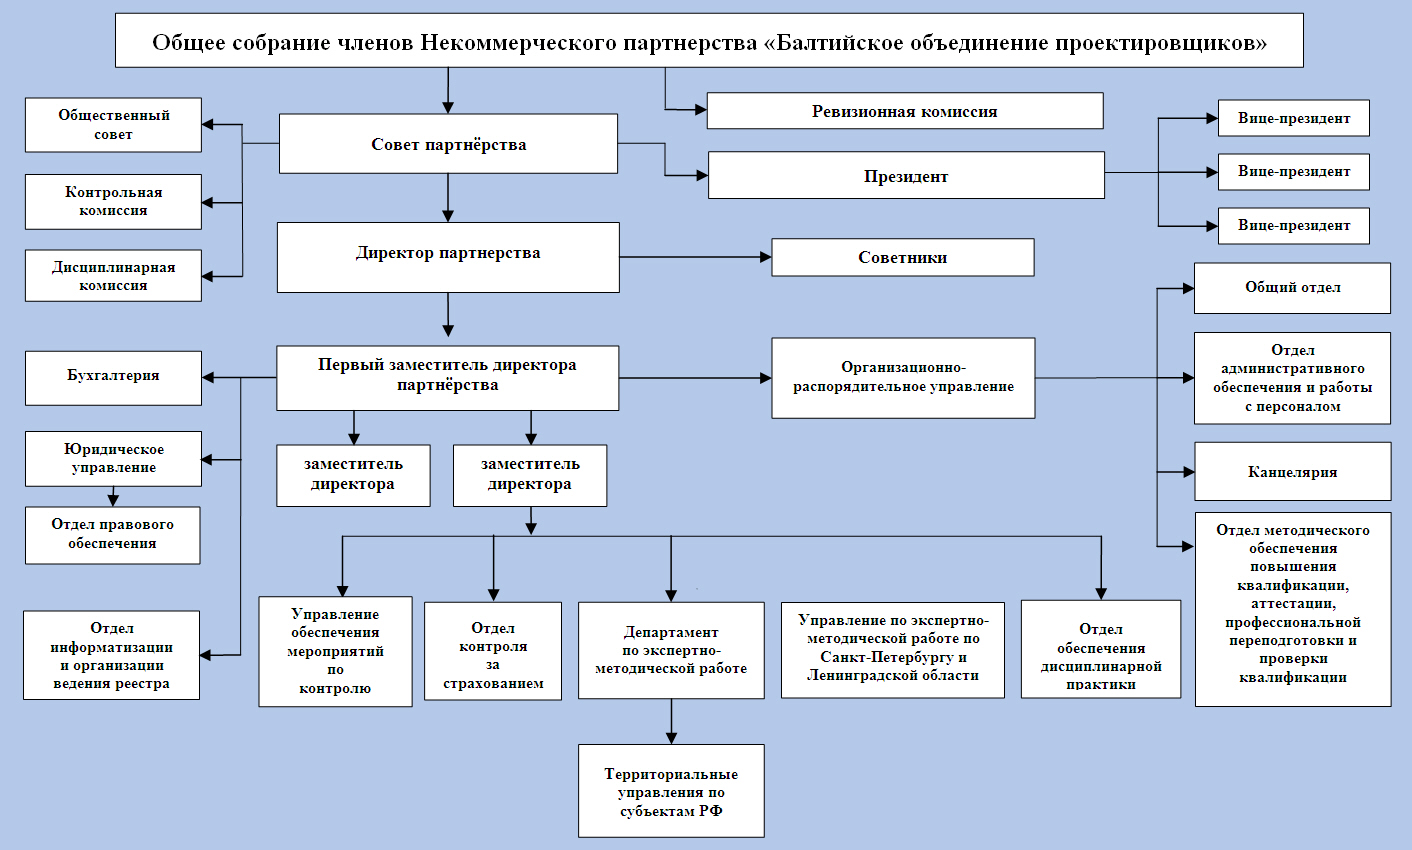 Общее собрание членов Некоммерческого партнерства «Балтийское объединение проектировщиков»
Общественный
совет
Контрольная
комиссия
Дисциплинарная
комиссия
Совет партнёрства
Ревизионная комиссия
Президент
Вице-президент
Вице-президент
Вице-президент
Директор партнерства
Советники
Первый заместитель директора
партнёрства
Бухгалтерия
Юридическое
управление
Отдел правового
обеспечения
Отдел
информатизации
и организации
ведения реестра
Организационно-
распорядительное управление
Общий отдел
Отдел
административного
обеспечения и работы
с персоналом
Канцелярия
Отдел методического
обеспечения
повышения
квалификации,
аттестации,
профессиональной
переподготовки и
проверки
квалификации
заместитель
директора
заместитель
директора
Управление
обеспечения
мероприятий
по
контролю
Отдел
контроля
за
страхованием
Департамент
по экспертно-
методической работе
Управление по экспертно-
методической работе по
Санкт-Петербургу и
Ленинградской области
Отдел
обеспечения
дисциплинарной
практики
Территориальные
управления по
субъектам РФ